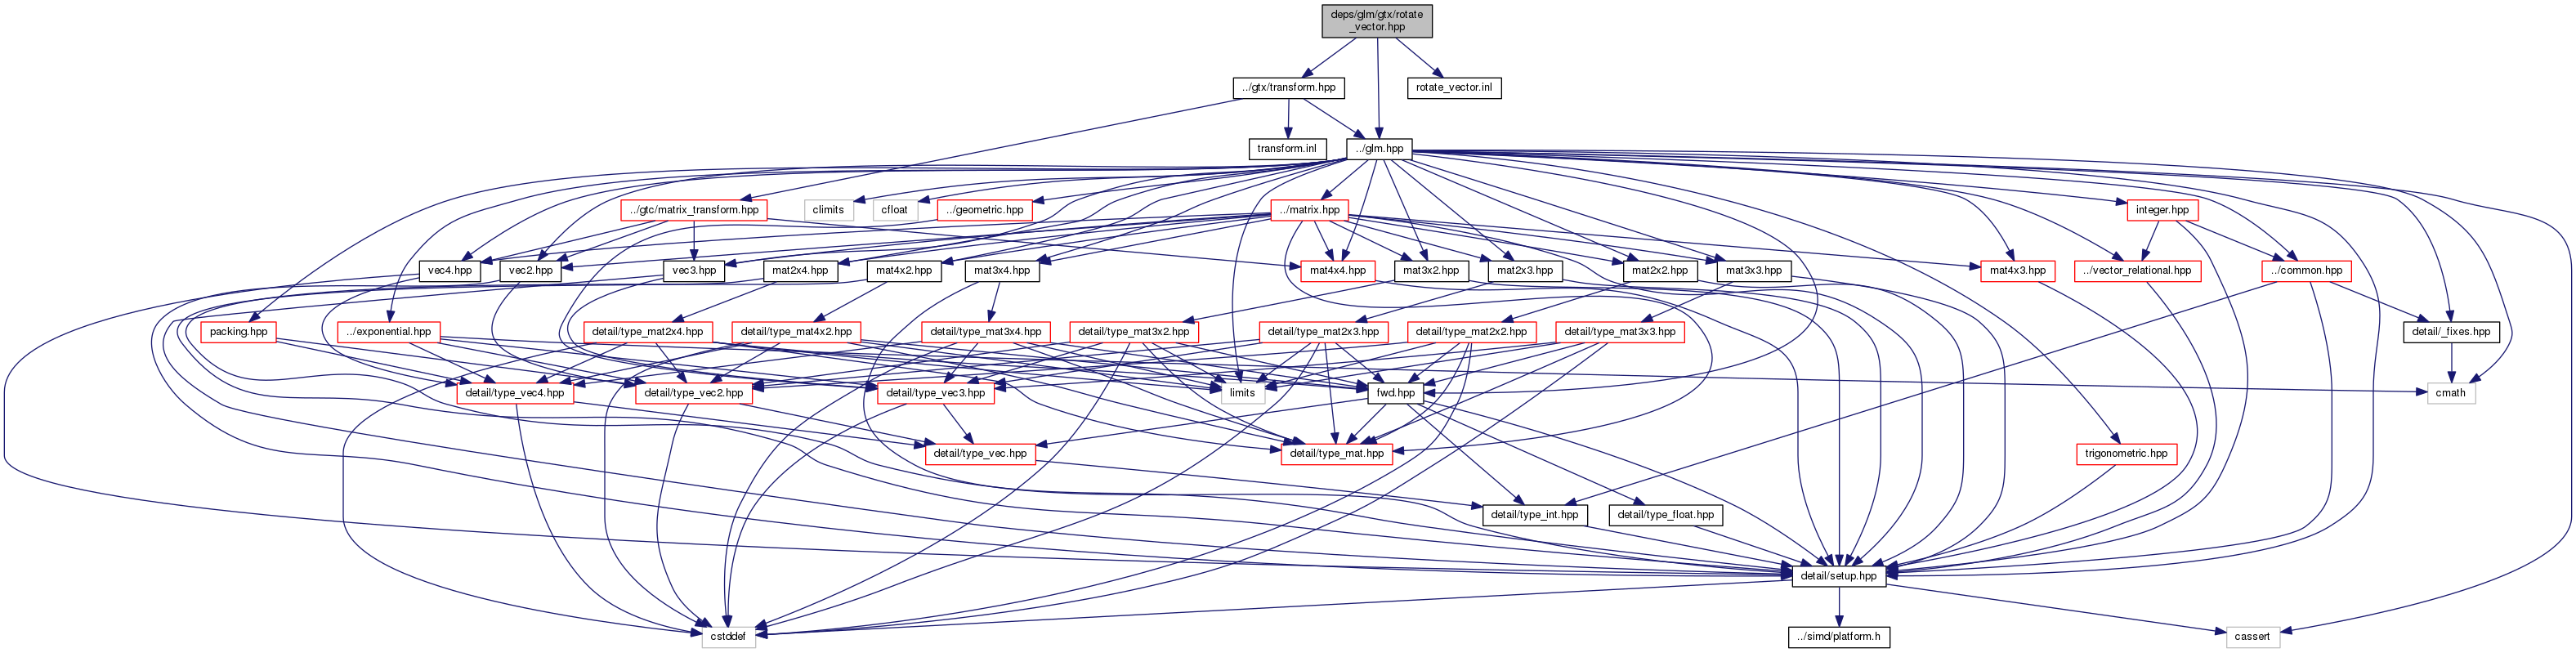 deps/glm/gtx/rotate
_vector.hpp
../gtx/transform.hpp
rotate_vector.inl
transform.inl
../glm.hpp
../gtc/matrix_transform.hpp
climits
cfloat
../geometric.hpp
../matrix.hpp
integer.hpp
vec4.hpp
vec2.hpp
vec3.hpp
mat2x4.hpp
mat4x2.hpp
mat3x4.hpp
mat4x4.hpp
mat3x2.hpp
mat2x3.hpp
mat2x2.hpp
mat3x3.hpp
mat4x3.hpp
../vector_relational.hpp
../common.hpp
packing.hpp
../exponential.hpp
detail/type_mat2x4.hpp
detail/type_mat4x2.hpp
detail/type_mat3x4.hpp
detail/type_mat3x2.hpp
detail/type_mat2x3.hpp
detail/type_mat2x2.hpp
detail/type_mat3x3.hpp
detail/_fixes.hpp
detail/type_vec4.hpp
detail/type_vec2.hpp
detail/type_vec3.hpp
limits
fwd.hpp
cmath
detail/type_vec.hpp
detail/type_mat.hpp
trigonometric.hpp
detail/type_int.hpp
detail/type_float.hpp
detail/setup.hpp
cstddef
../simd/platform.h
cassert